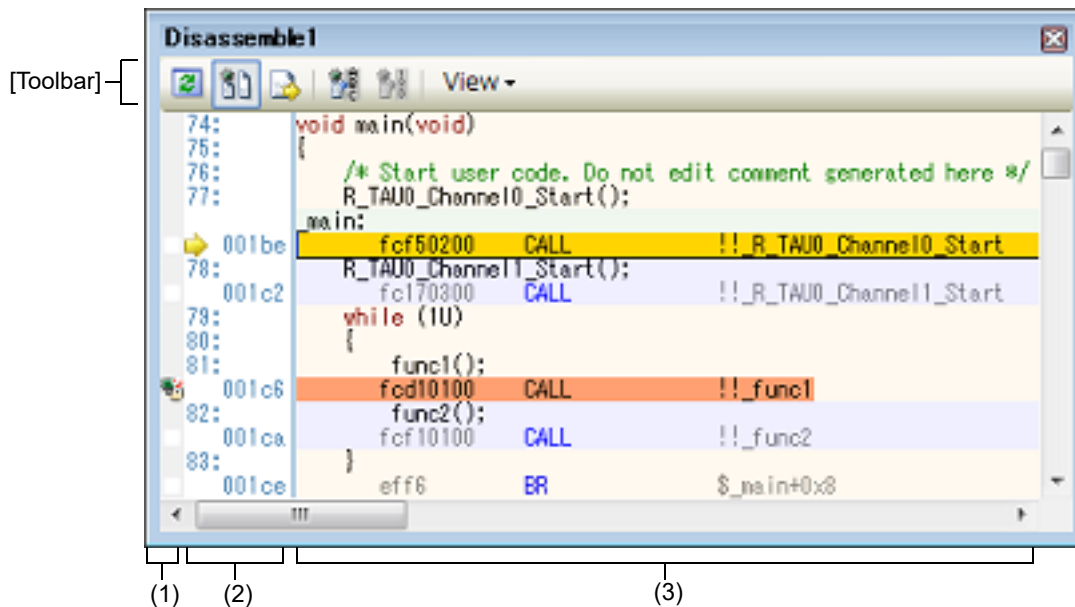 Disassemble1
[Toolbar]
View
74: void main(void)
75: {
76: /* Start user code. Do not edit comment generated here */
77: R_TAU0_Channel0_Start();
_main:
001be fcf50200 CALL !!_R_TAU0_Channel0_Start
78: R_TAU0_Channel1_Start();
001c2 fc170300 CALL !!_R_TAU0_Channel1_Start
79: while (1U)
80: {
81: func1();
001c6 fcd10100 CALL !!_func1
82: func2();
001ca fcf10100 CALL !!_func2
83: }
001ce eff6 BR $_main+0x8
(1) (2) (3)